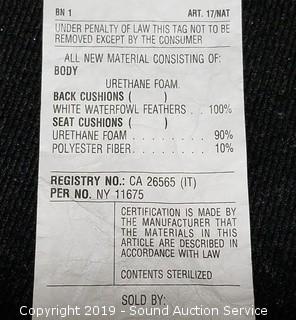 BN 1 ART. 17/NAT
UNDER PENALTY OF LAW THIS TAG NOT TO
BE REMOVED EXCEPT BY THE CONSUMER
ALL NEW MATERIAL CONSISTING OF:
BODY
URETHANE FOAM.
BACK CUSHIONS ( )
WHITE WATERFOWL FEATHERS . . 100%
SEAT CUSHIONS ( )
URETHANE FOAM . . . . . . . . . 90%
POLYESTER FIBER. . . . . . . . . 10%
REGISTRY NO.: CA 26565 (IT)
PER NO. NY 11675
CERTIFICATION IS MADE BY
THE MANUFACTURER THAT
THE MATERIALS IN THIS
ARTICLE ARE DESCRIBED IN
ACCORDANCE WITH LAW
CONTENTS STERILIZED
SOLD BY:
Copyright 2019 - Sound Auction Service